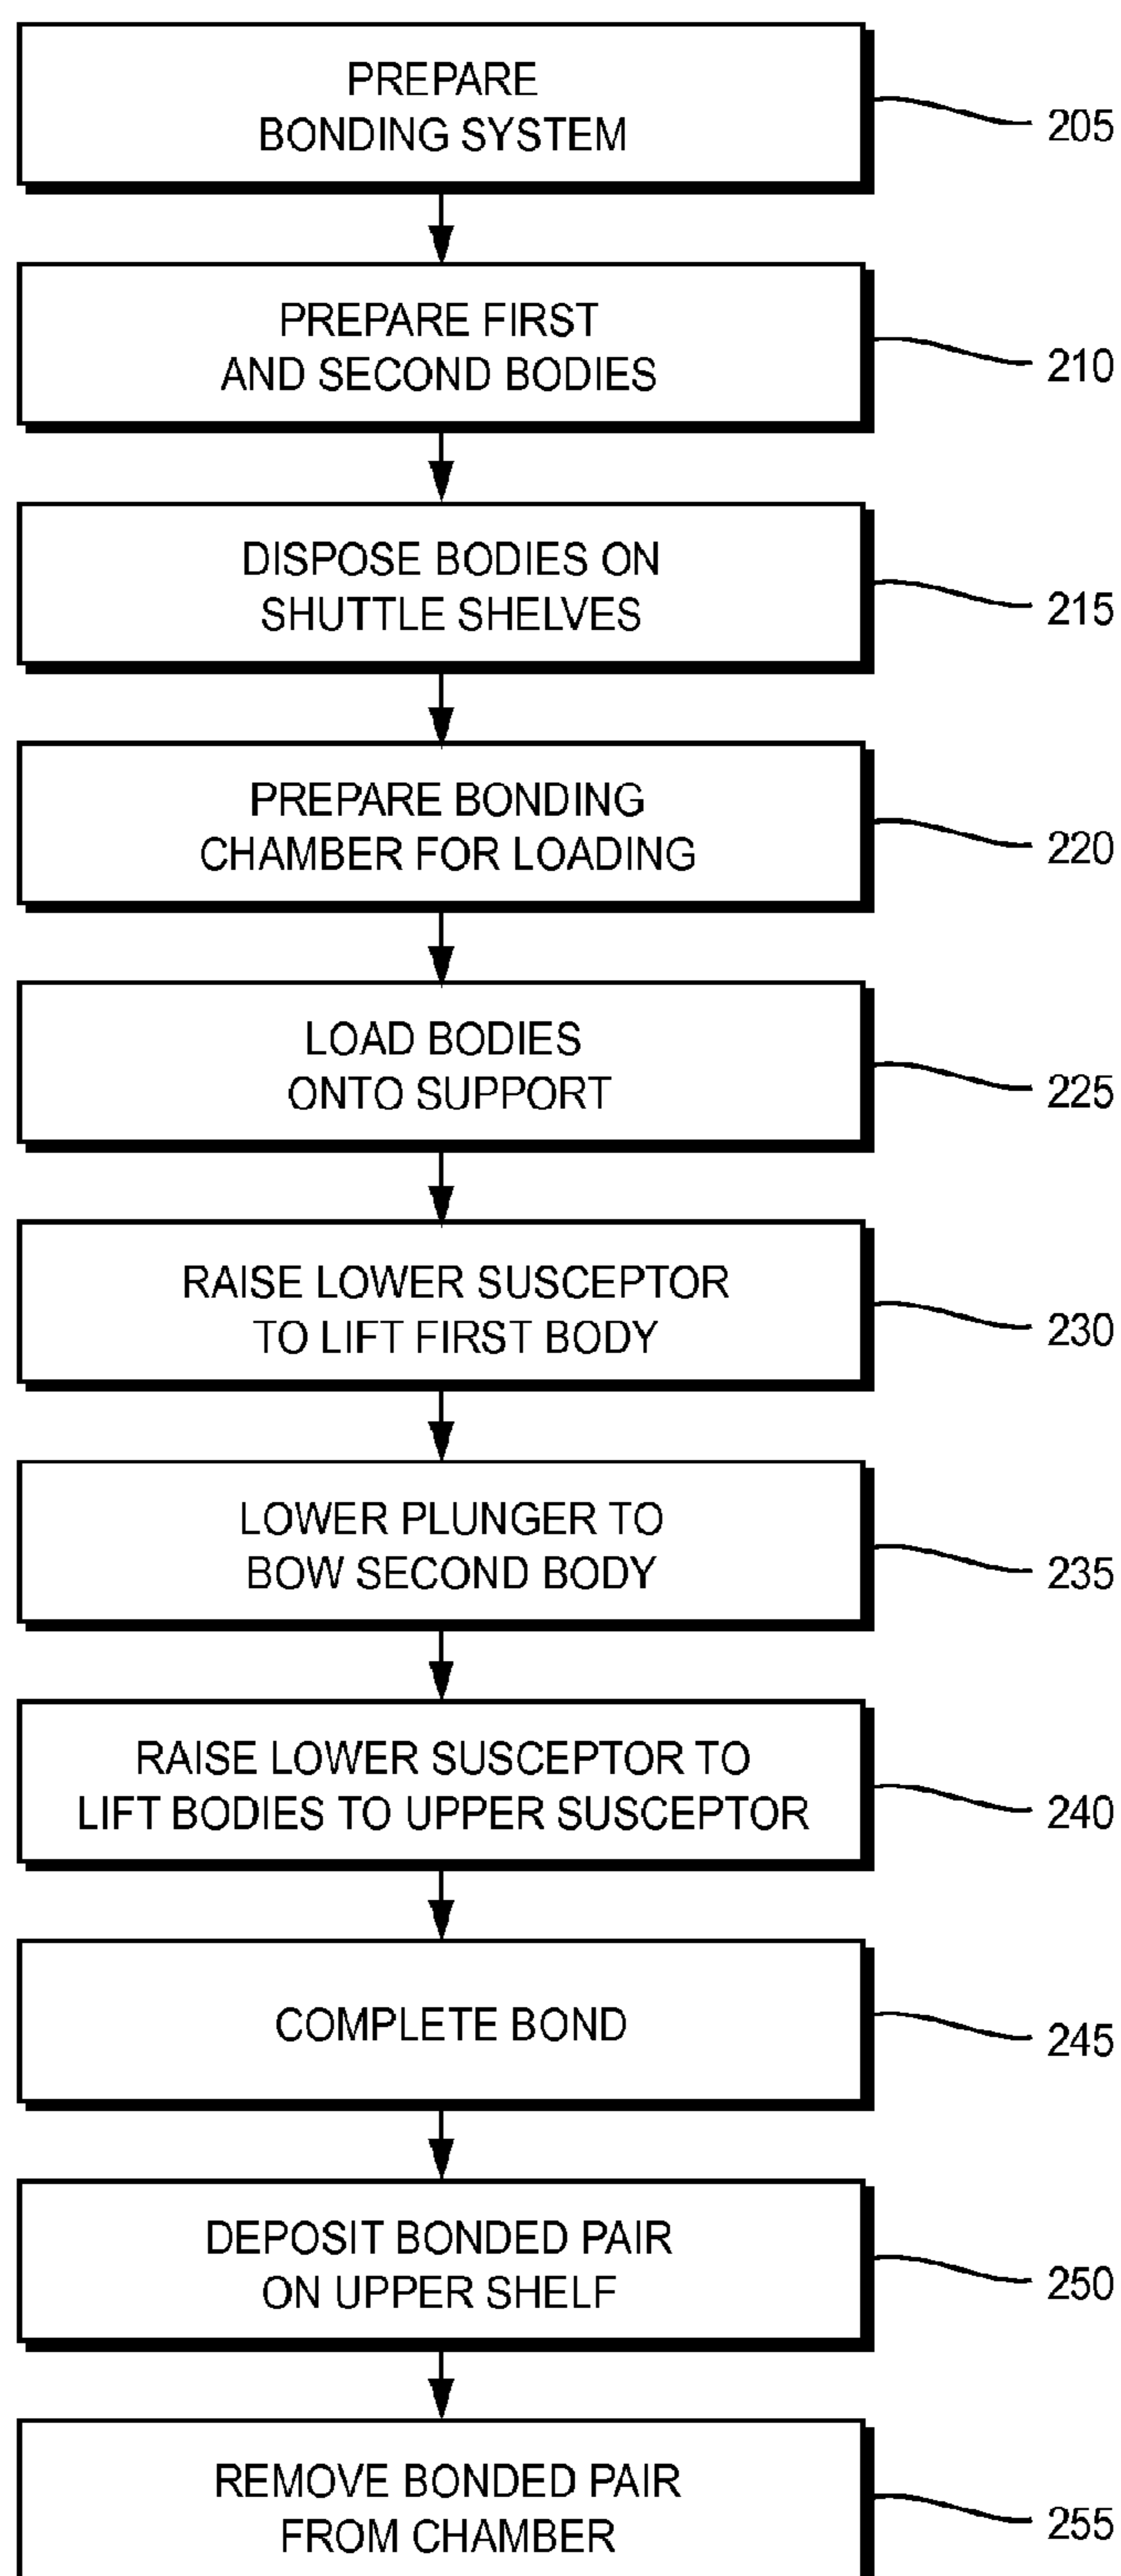 PREPARE
BONDING SYSTEM
205
PREPARE FIRST
AND SECOND BODIES
210
DISPOSE BODIES ON
SHUTTLE SHELVES
215
PREPARE BONDING
CHAMBER FOR LOADING
220
LOAD BODIES
ONTO SUPPORT
225
RAISE LOWER SUSCEPTOR
TO LIFT FIRST BODY
230
LOWER PLUNGER TO
BOW SECOND BODY
235
RAISE LOWER SUSCEPTOR TO
LIFT BODIES TO UPPER SUSCEPTOR
240
COMPLETE BOND
245
DEPOSIT BONDED PAIR
ON UPPER SHELF
250
REMOVE BONDED PAIR
FROM CHAMBER
255